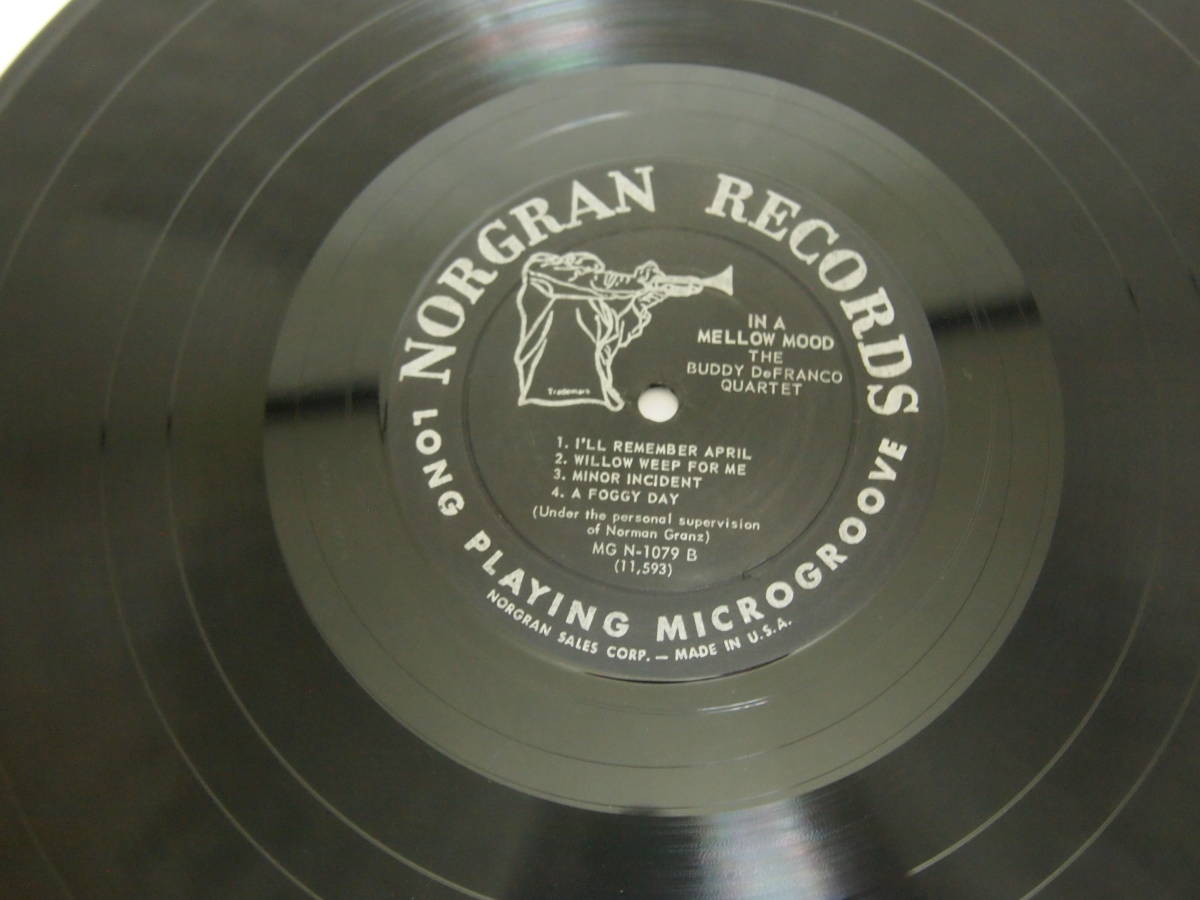 NORGRAN RECORDS
Trademark
IN A
MELLOW MOOD
THE
BUDDY DeFRANCO
QUARTET
1. I'LL REMEMBER APRIL
2. WILLOW WEEP FOR ME
3. MINOR INCIDENT
4. A FOGGY DAY
(Under the personal supervision
of Norman Granz)
MG N-1079 B
(11,593)
LONG PLAYING MICROGROOVE
NORGRAN SALES CORP. — MADE IN U.S.A.